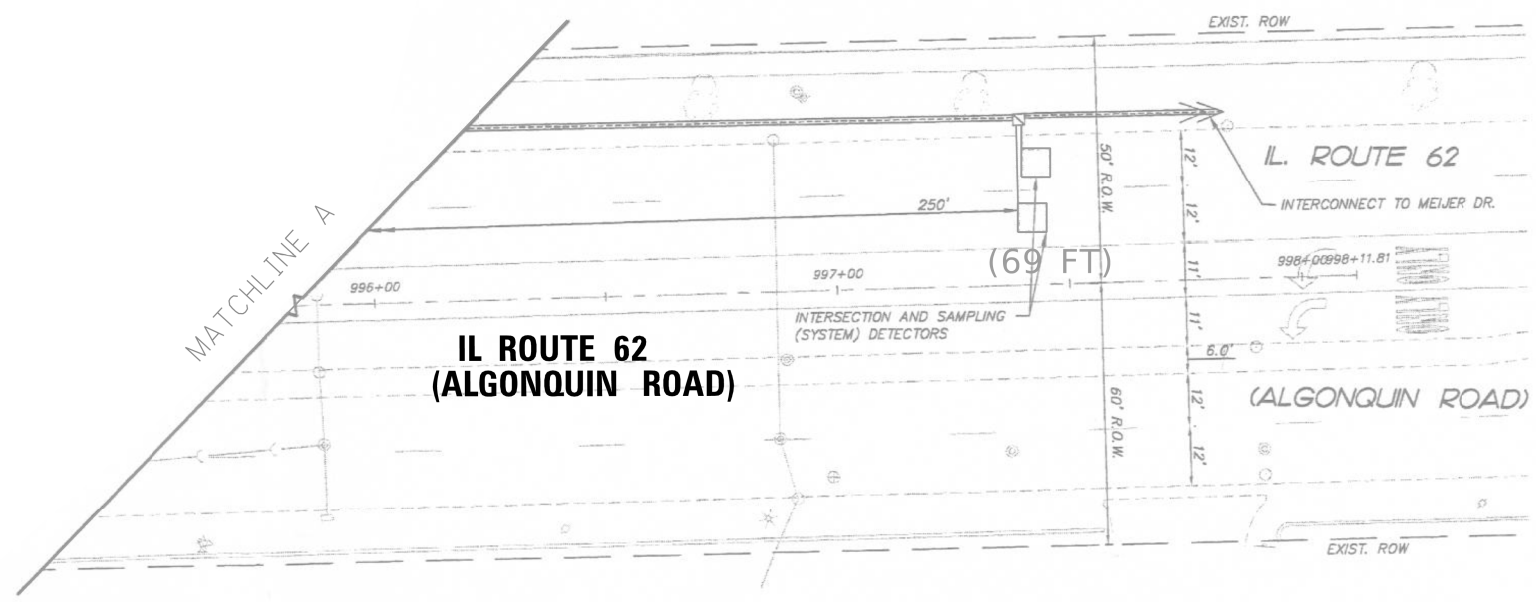 EXIST. ROW
IL. ROUTE 62
INTERCONNECT TO MEIJER DR.
50' R.O.W.
12'
12'
250'
MATCHLINE A
(69 FT)
11'
998+00
998+11.81
997+00
996+00
INTERSECTION AND SAMPLING
(SYSTEM) DETECTORS
11'
IL ROUTE 62
(ALGONQUIN ROAD)
6.0'
60' R.O.W.
12'
12'
(ALGONQUIN ROAD)
EXIST. ROW